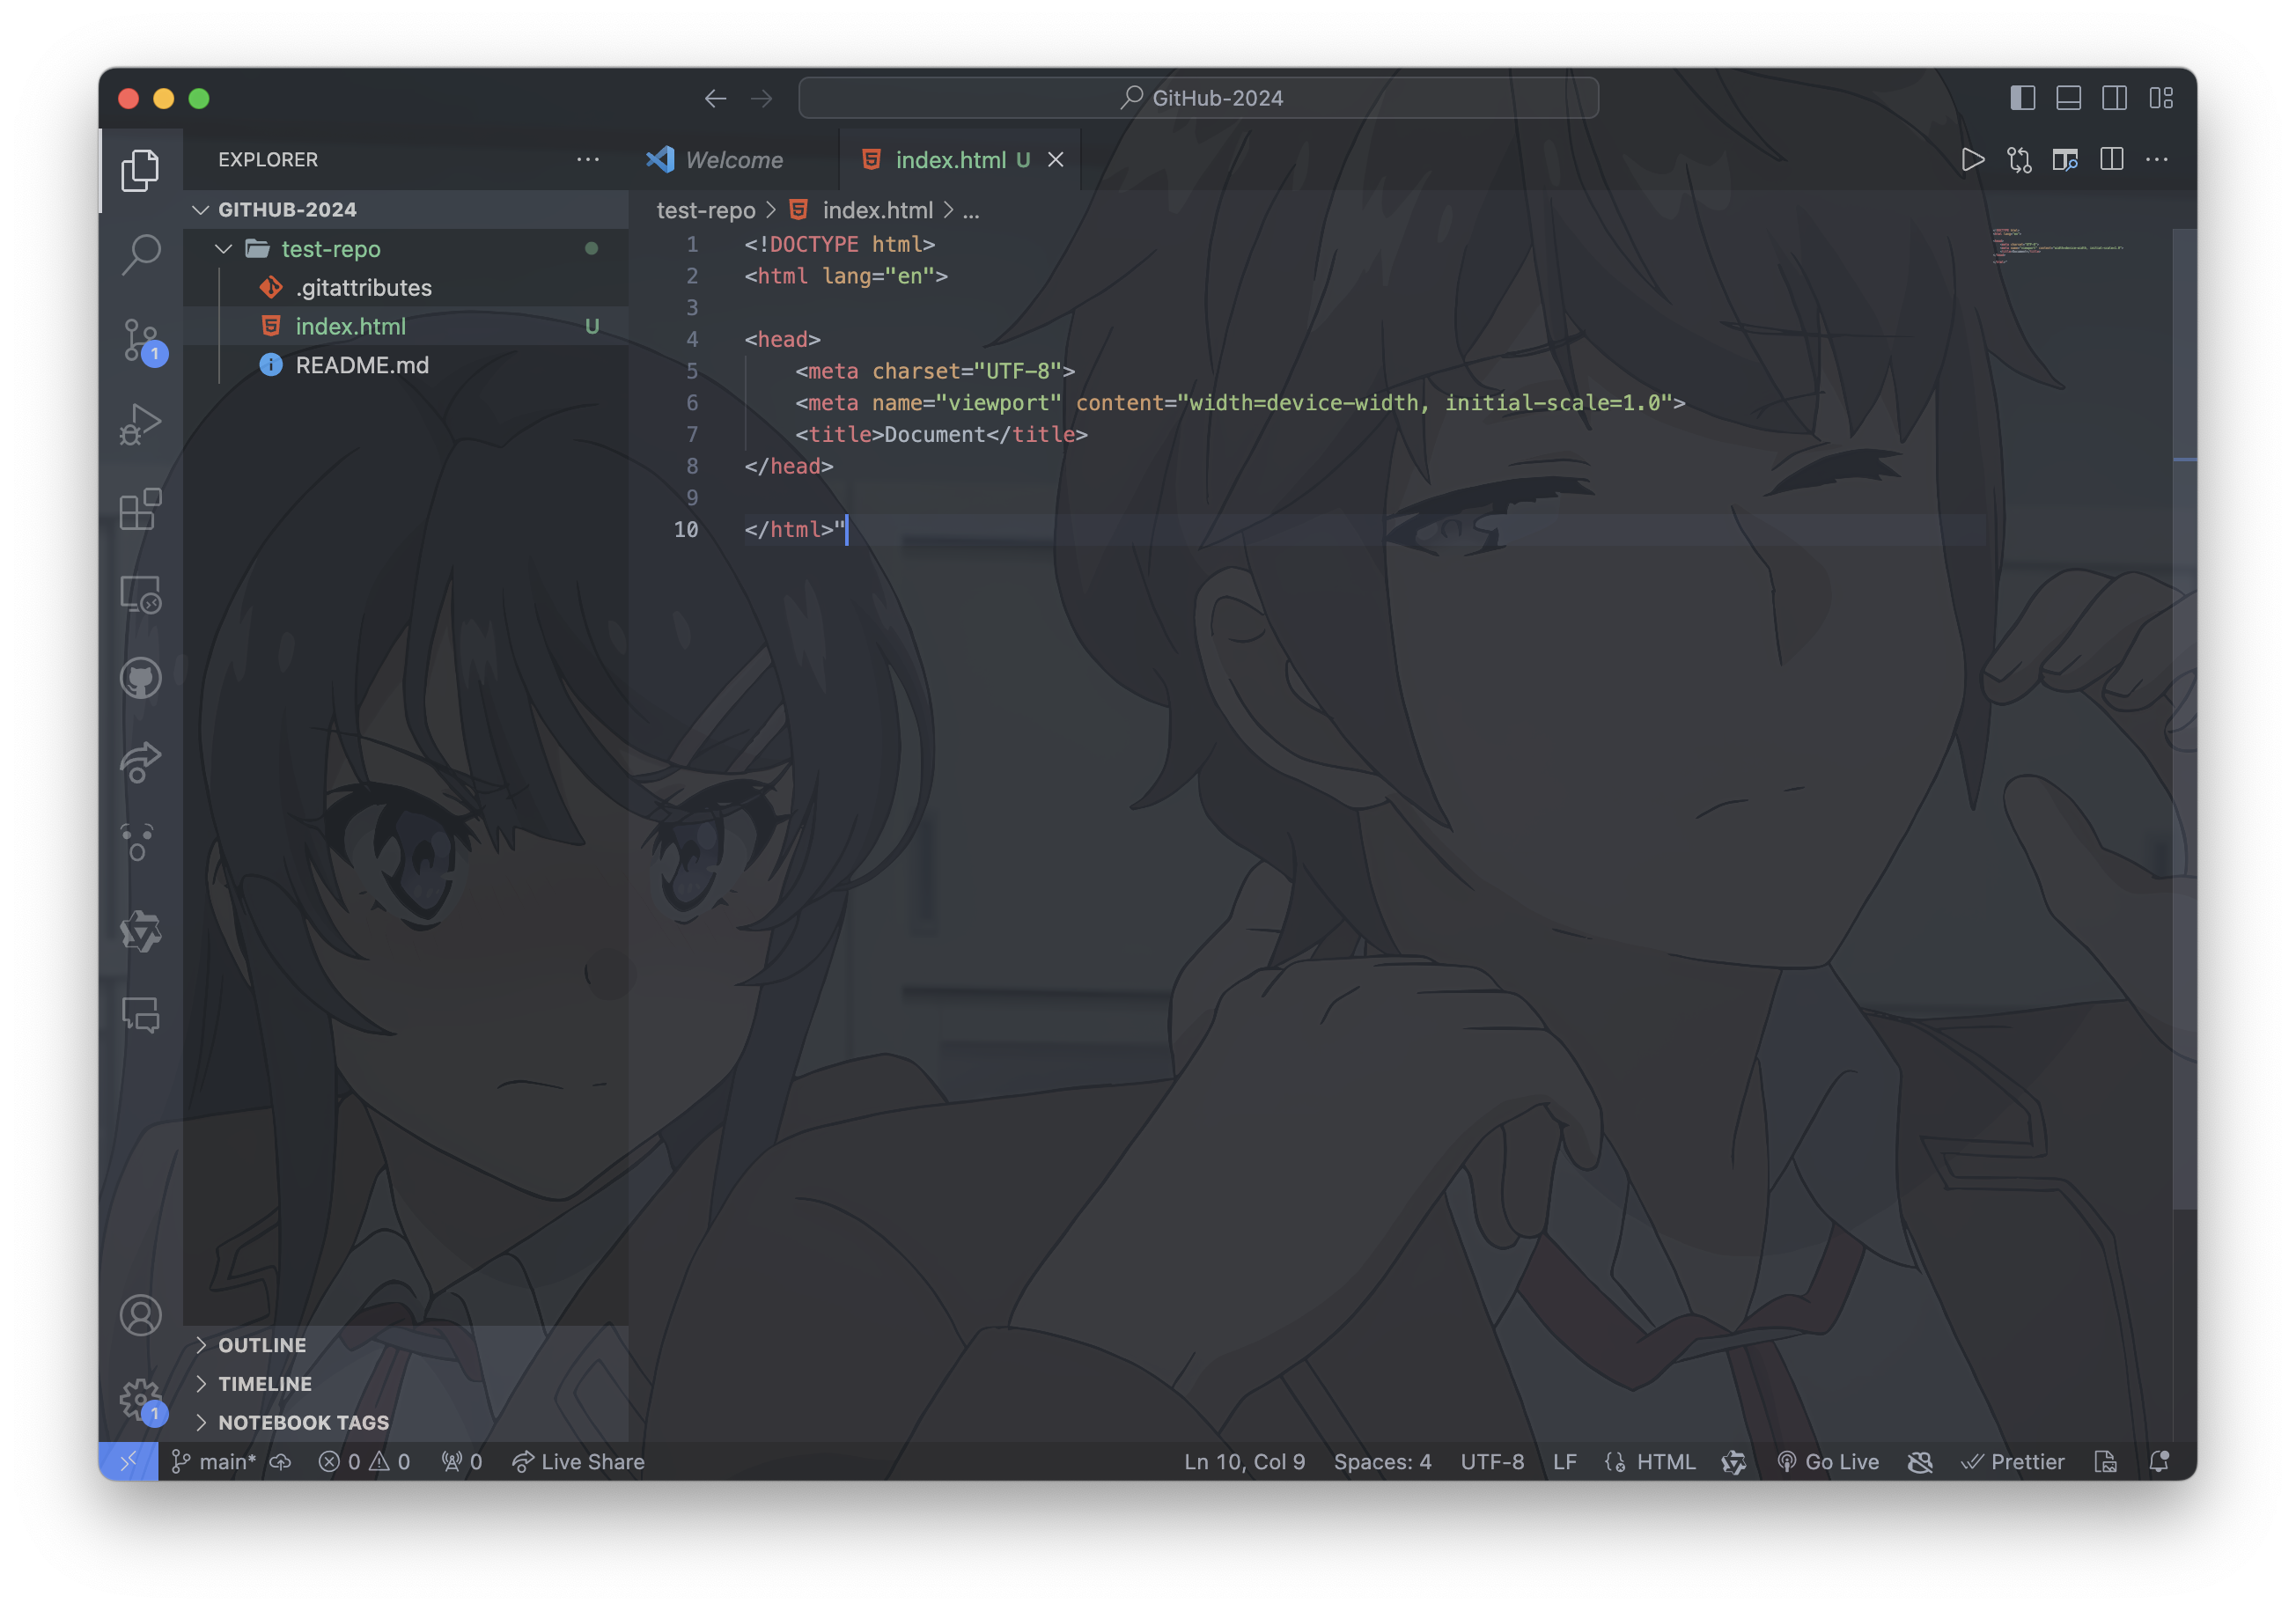 GitHub-2024
EXPLORER
Welcome
index.html U
GITHUB-2024
test-repo
.gitattributes
index.html U
README.md
test-repo > index.html > ...
1 <!DOCTYPE html>
2 <html lang="en">
3
4 <head>
5 <meta charset="UTF-8">
6 <meta name="viewport" content="width=device-width, initial-scale=1.0">
7 <title>Document</title>
8 </head>
9
10 </html>"
1
OUTLINE
TIMELINE
NOTEBOOK TAGS
1
main* 0 0 0 Live Share
Ln 10, Col 9 Spaces: 4 UTF-8 LF HTML Go Live Prettier